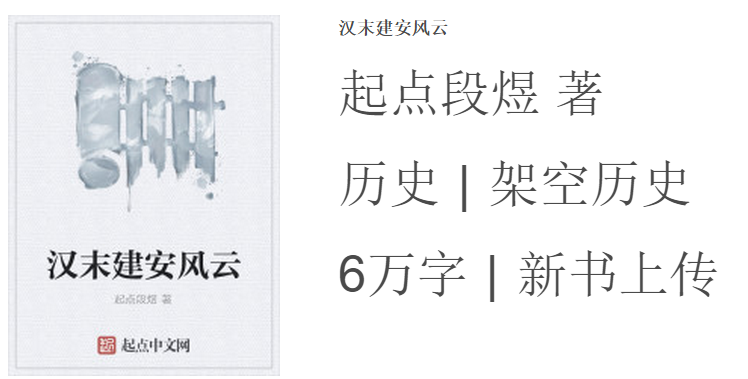 汉末建安风云
起点段煜 著
起点中文网
汉末建安风云
起点段煜 著
历史 | 架空历史
6万字 | 新书上传